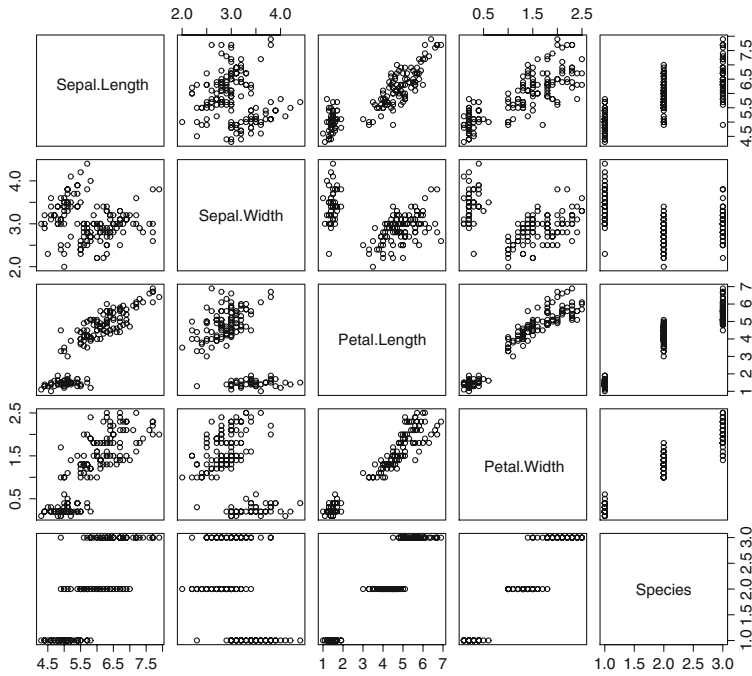 2.0 3.0 4.0
0.5 1.5 2.5
Sepal.Length
4.5 5.5 6.5 7.5
2.0 3.0 4.0
Sepal.Width
Petal.Length
1 2 3 4 5 6 7
0.5 1.5 2.5
Petal.Width
Species
1.0 1.5 2.0 2.5 3.0
4.5 5.5 6.5 7.5
1 2 3 4 5 6 7
1.0 1.5 2.0 2.5 3.0